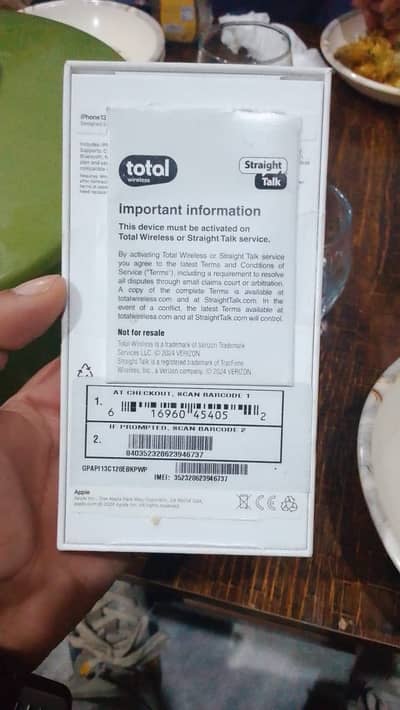 iPhone 13
total
wireless
Straight
Talk
Important information
This device must be activated on
Total Wireless or Straight Talk service.
By activating Total Wireless or Straight Talk service
you agree to the latest Terms and Conditions of
Service ("Terms"), including a requirement to resolve
all disputes through small claims court or arbitration.
A copy of the complete Terms is available at
totalwireless.com and at StraightTalk.com. In the
event of a conflict, the latest Terms available at
totalwireless.com and at StraightTalk.com will control.
Not for resale
Total Wireless is a trademark of Verizon Trademark
Services LLC. © 2024 VERIZON.
Straight Talk is a registered trademark of TracFone
Wireless, Inc., a Verizon company. © 2024 VERIZON.
AT CHECKOUT, SCAN BARCODE 1
1.
6 16960 45405 2
IF PROMPTED, SCAN BARCODE 2
2.
840352328623946737
GPAPI13C128EBKPWP
IMEI: 352328623946737
Apple